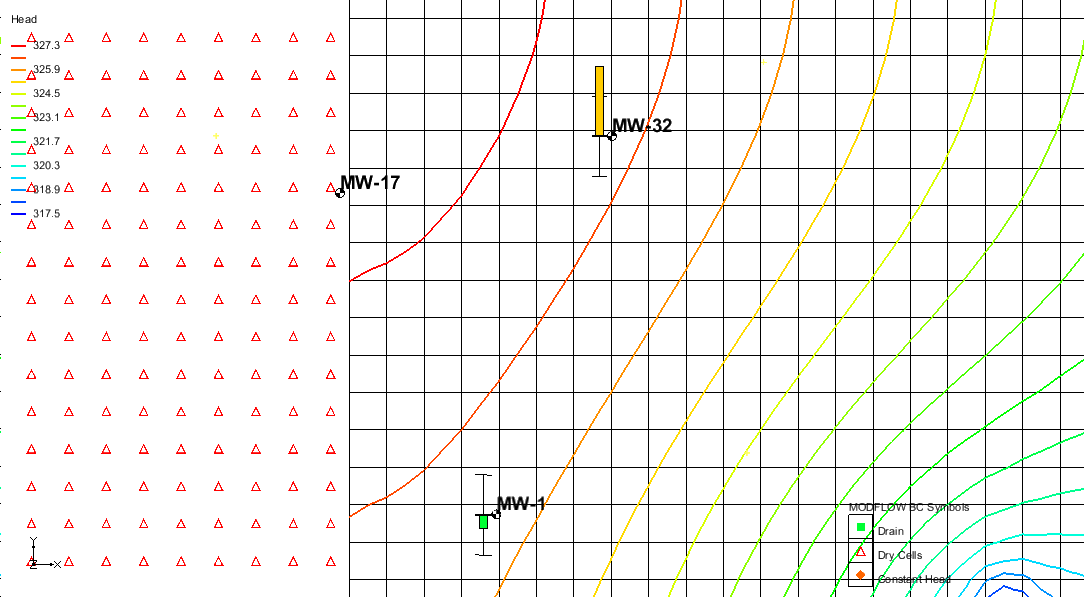 Head
327.3
325.9
324.5
323.1
321.7
320.3
318.9
317.5
MW-32
MW-17
MW-1
MODFLOW BC Symbols
Drain
Dry Cells
Constant Head
Y
Z
X